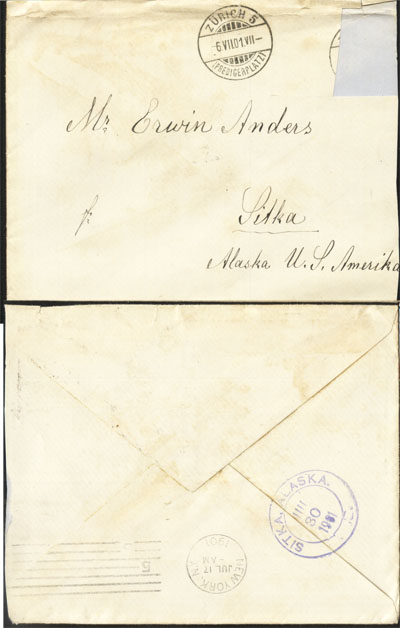 ZÜRICH 5
6.VII.01.VII-
(PREDIGERPLATZ)
Mr. Erwin Anders
Sitka
Alaska U. S. Amerika
SITKA, ALASKA.
30
1901
NEW YORK, N.Y.
JUL 17
AM
1901
5